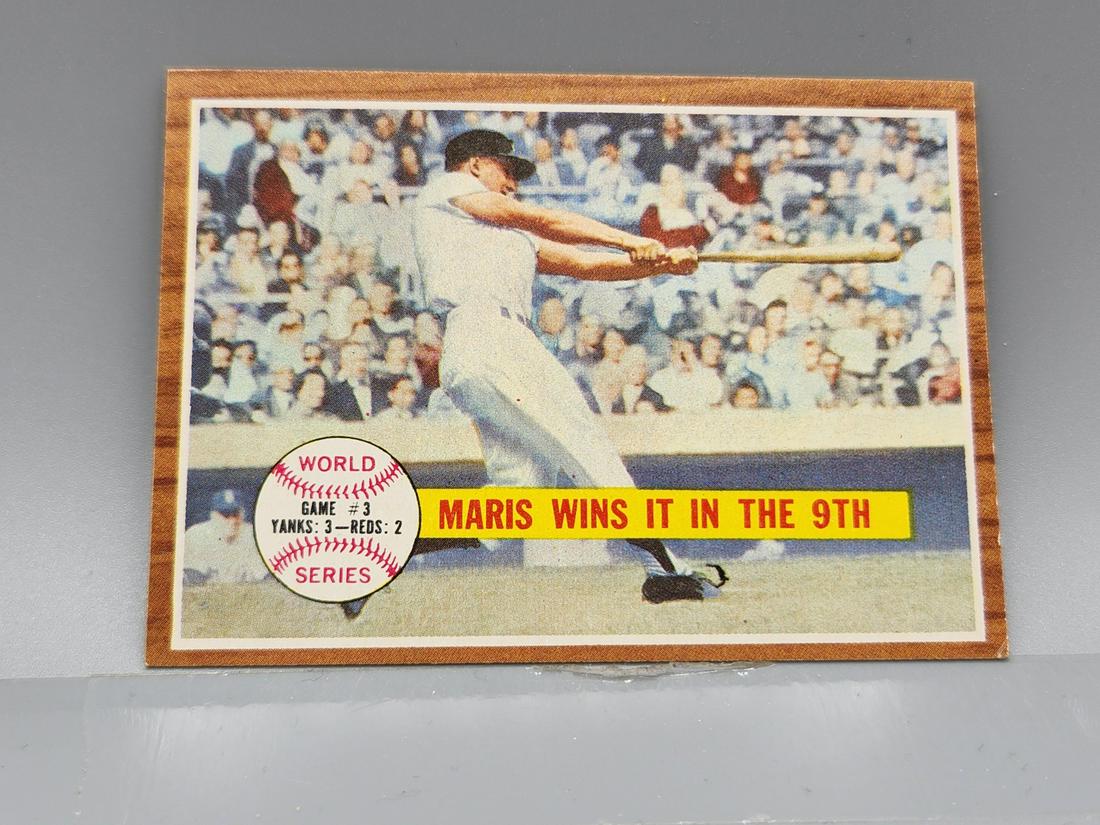 WORLD
GAME #3
YANKS: 3—REDS: 2
SERIES
MARIS WINS IT IN THE 9TH